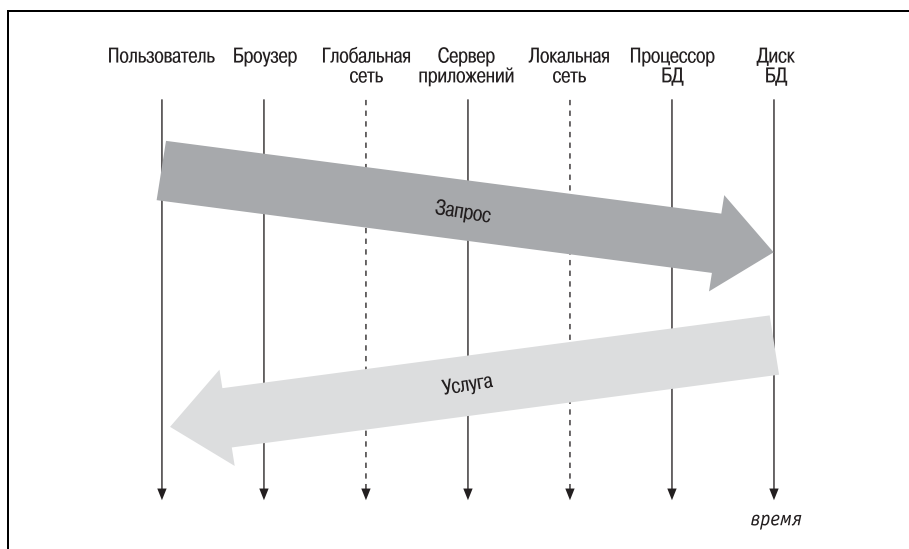 Пользователь
Броузер
Глобальная
сеть
Сервер
приложений
Локальная
сеть
Процессор
БД
Диск
БД
Запрос
Услуга
время